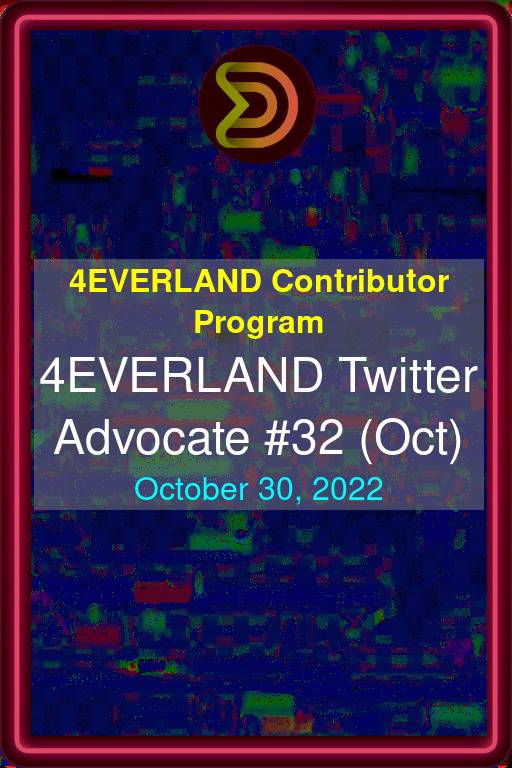 4EVERLAND Contributor
Program
4EVERLAND Twitter
Advocate #32 (Oct)
October 30, 2022